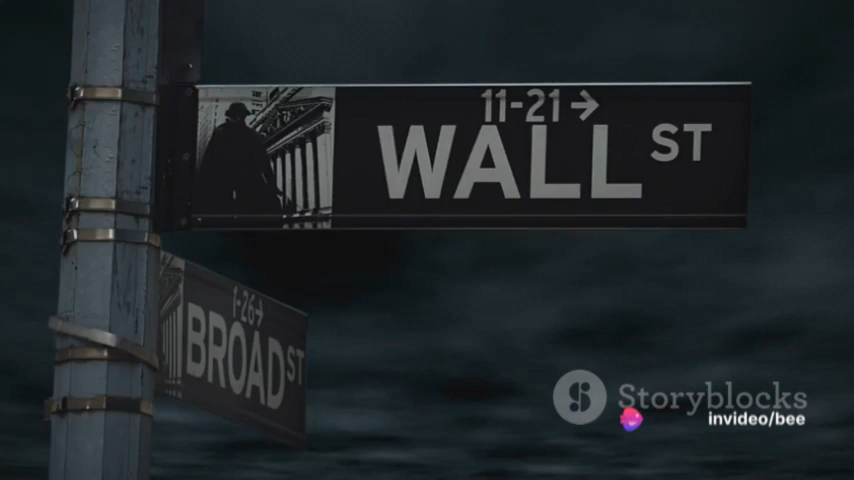 11-21→
WALL ST
1-26→
BROAD ST
Storyblocks
invideo/bee